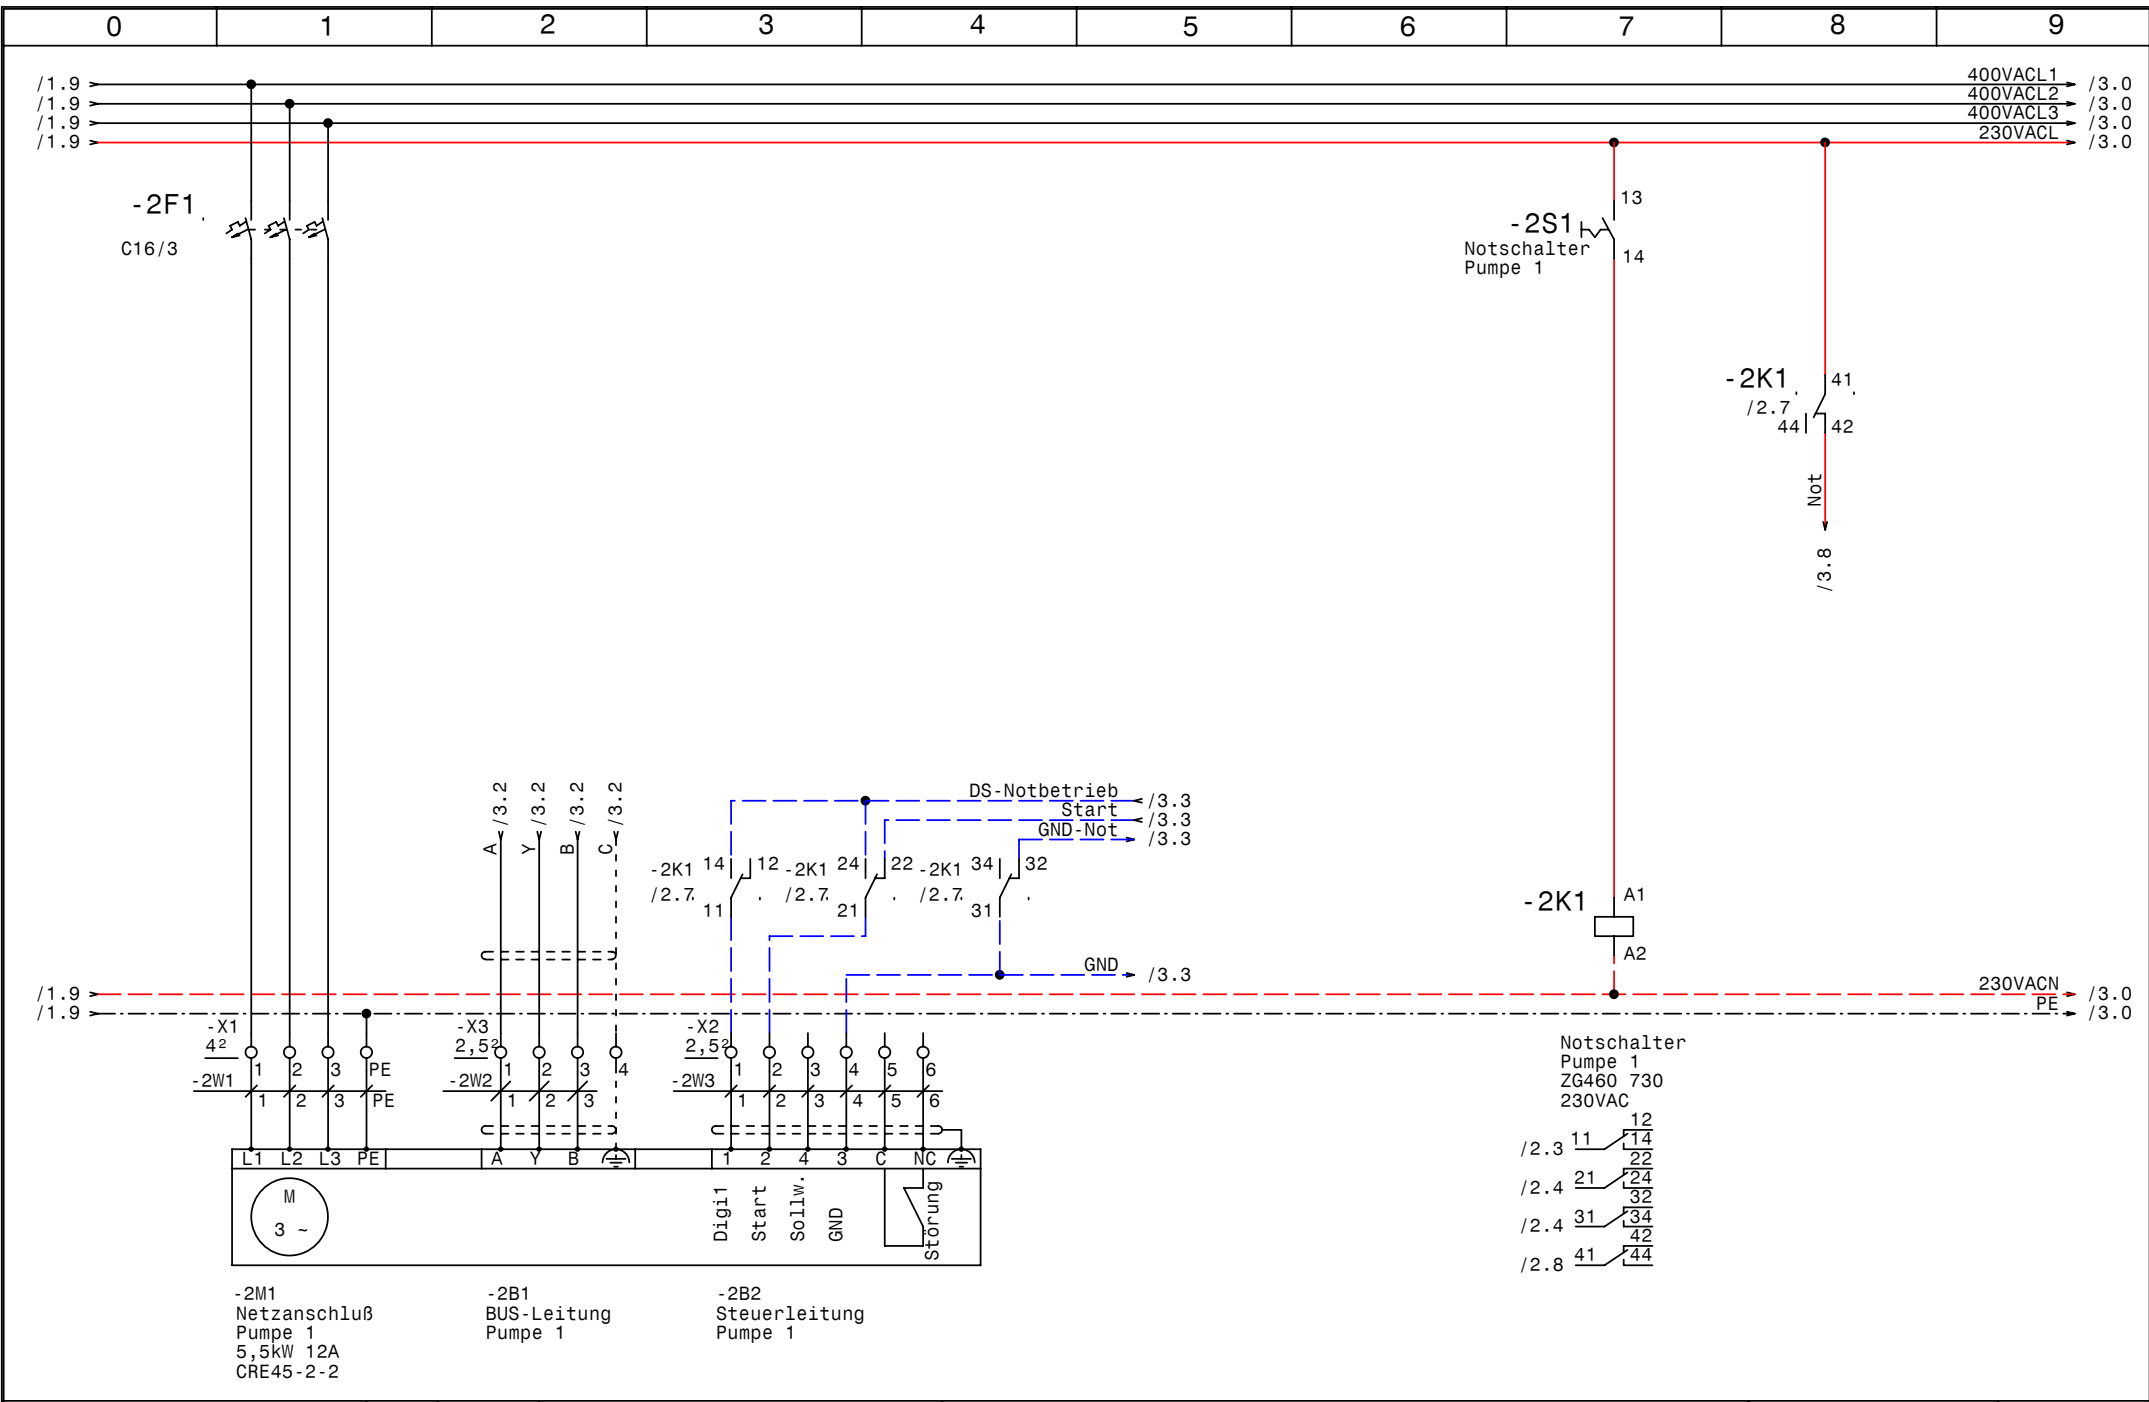 0 1 2 3 4 5 6 7 8 9
/1.9 400VACL1 /3.0
/1.9 400VACL2 /3.0
/1.9 400VACL3 /3.0
/1.9 230VACL /3.0
-2F1
C16/3
13
-2S1
Notschalter
Pumpe 1
14
-2K1 41
/2.7
44 42
Not
/3.8
/3.2 /3.2 /3.2 /3.2
A Y B C
DS-Notbetrieb /3.3
Start /3.3
GND-Not /3.3
-2K1 14 12 -2K1 24 22 -2K1 34 32
/2.7 /2.7 /2.7
11 21 31
-2K1 A1
A2
GND /3.3
/1.9 230VACN /3.0
/1.9 PE /3.0
-X1 -X3 -X2
4² 2,5² 2,5²
1 2 3 PE 1 2 3 4 1 2 3 4 5 6
-2W1 -2W2 -2W3
1 2 3 PE 1 2 3 1 2 3 4 5 6
L1 L2 L3 PE A Y B 1 2 4 3 C NC
M
3 ~
Digi1
Start
Sollw.
GND
Störung
-2M1
Netzanschluß
Pumpe 1
5,5kW 12A
CRE45-2-2
-2B1
BUS-Leitung
Pumpe 1
-2B2
Steuerleitung
Pumpe 1
Notschalter
Pumpe 1
ZG460 730
230VAC
12
/2.3 11 14
22
/2.4 21 24
32
/2.4 31 34
42
/2.8 41 44